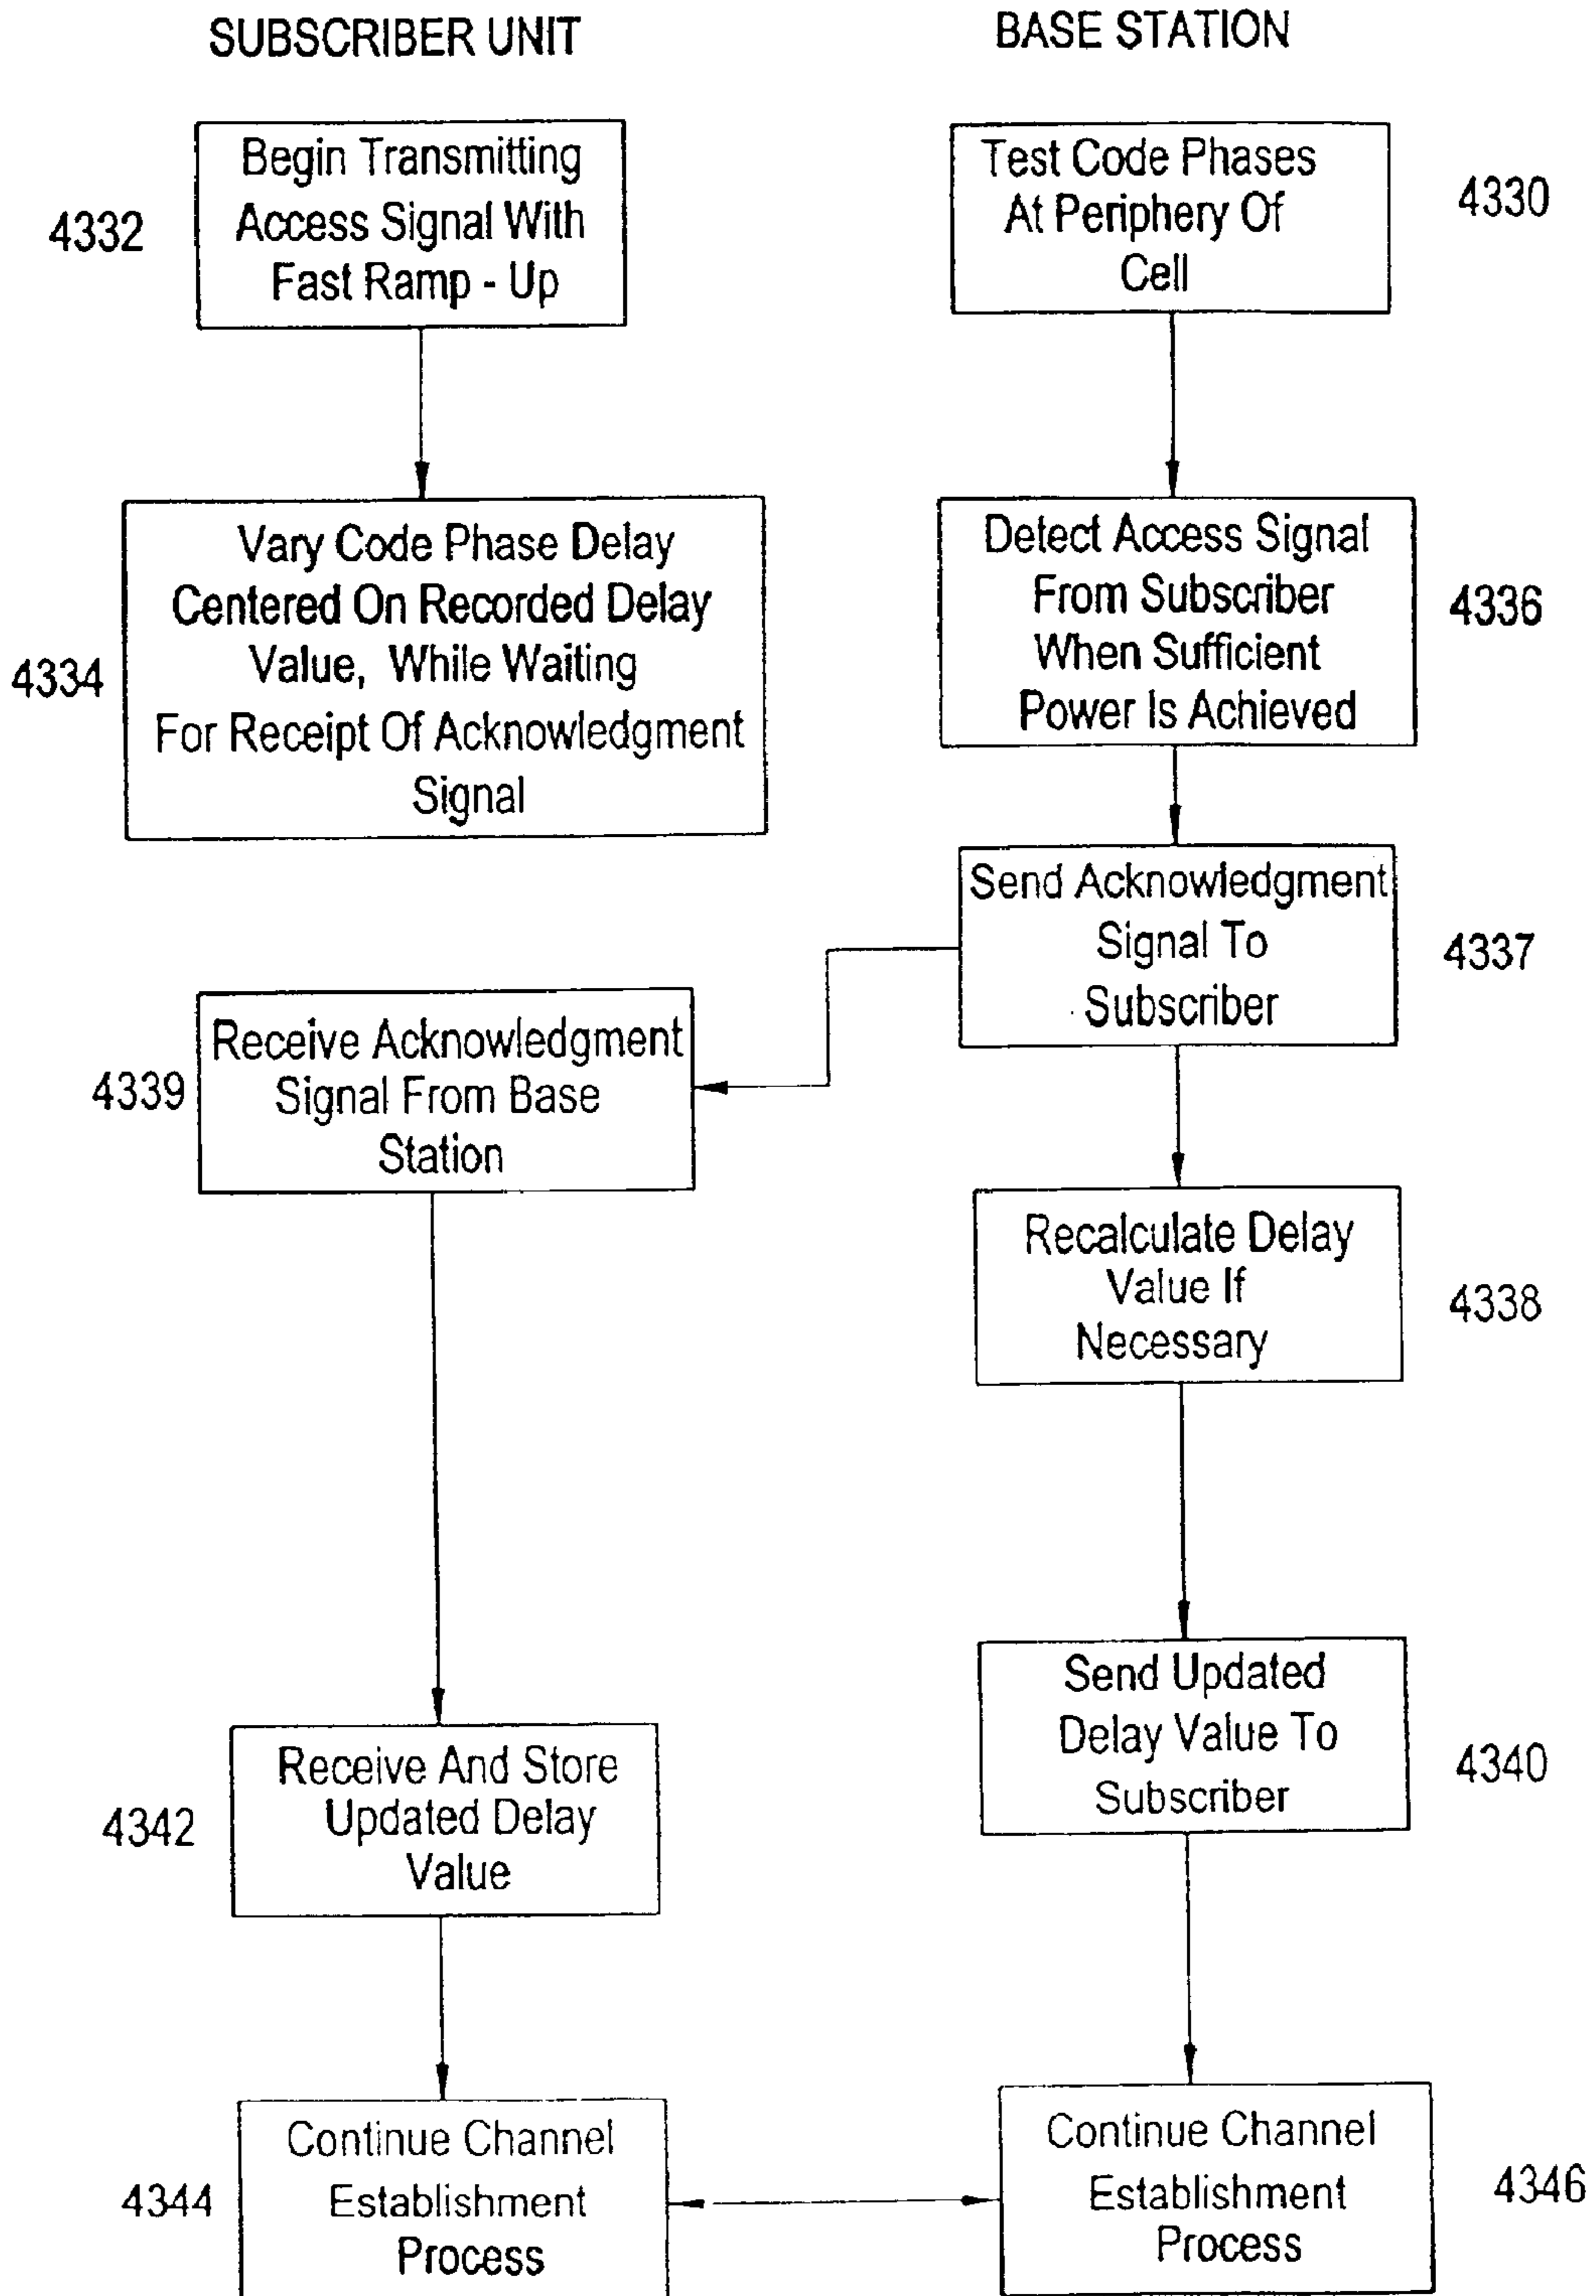 SUBSCRIBER UNIT
BASE STATION
Begin Transmitting
Access Signal With
Fast Ramp - Up
4332
Test Code Phases
At Periphery Of
Cell
4330
Vary Code Phase Delay
Centered On Recorded Delay
Value, While Waiting
For Receipt Of Acknowledgment
Signal
4334
Detect Access Signal
From Subscriber
When Sufficient
Power Is Achieved
4336
Send Acknowledgment
Signal To
Subscriber
4337
Receive Acknowledgment
Signal From Base
Station
4339
Recalculate Delay
Value If
Necessary
4338
Send Updated
Delay Value To
Subscriber
4340
Receive And Store
Updated Delay
Value
4342
Continue Channel
Establishment
Process
4344
Continue Channel
Establishment
Process
4346